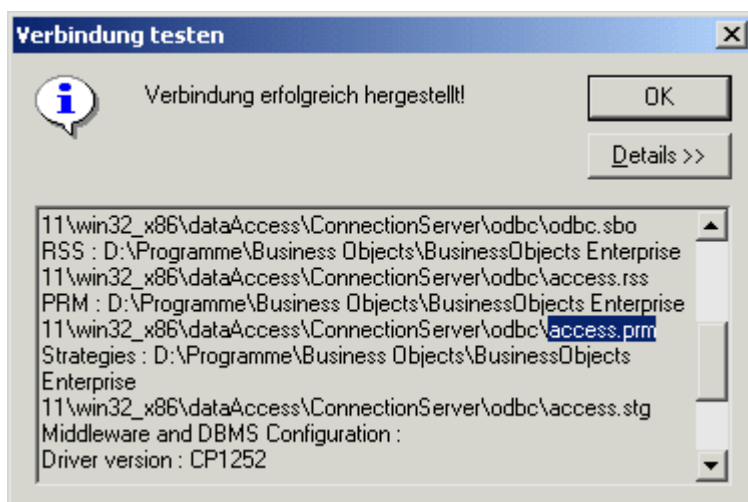 Verbindung testen
Verbindung erfolgreich hergestellt!
OK
Details >>
11\win32_x86\dataAccess\ConnectionServer\odbc\odbc.sbo
RSS : D:\Programme\Business Objects\BusinessObjects Enterprise
11\win32_x86\dataAccess\ConnectionServer\odbc\access.rss
PRM : D:\Programme\Business Objects\BusinessObjects Enterprise
11\win32_x86\dataAccess\ConnectionServer\odbc\access.prm
Strategies : D:\Programme\Business Objects\BusinessObjects
Enterprise
11\win32_x86\dataAccess\ConnectionServer\odbc\access.stg
Middleware and DBMS Configuration :
Driver version : CP1252